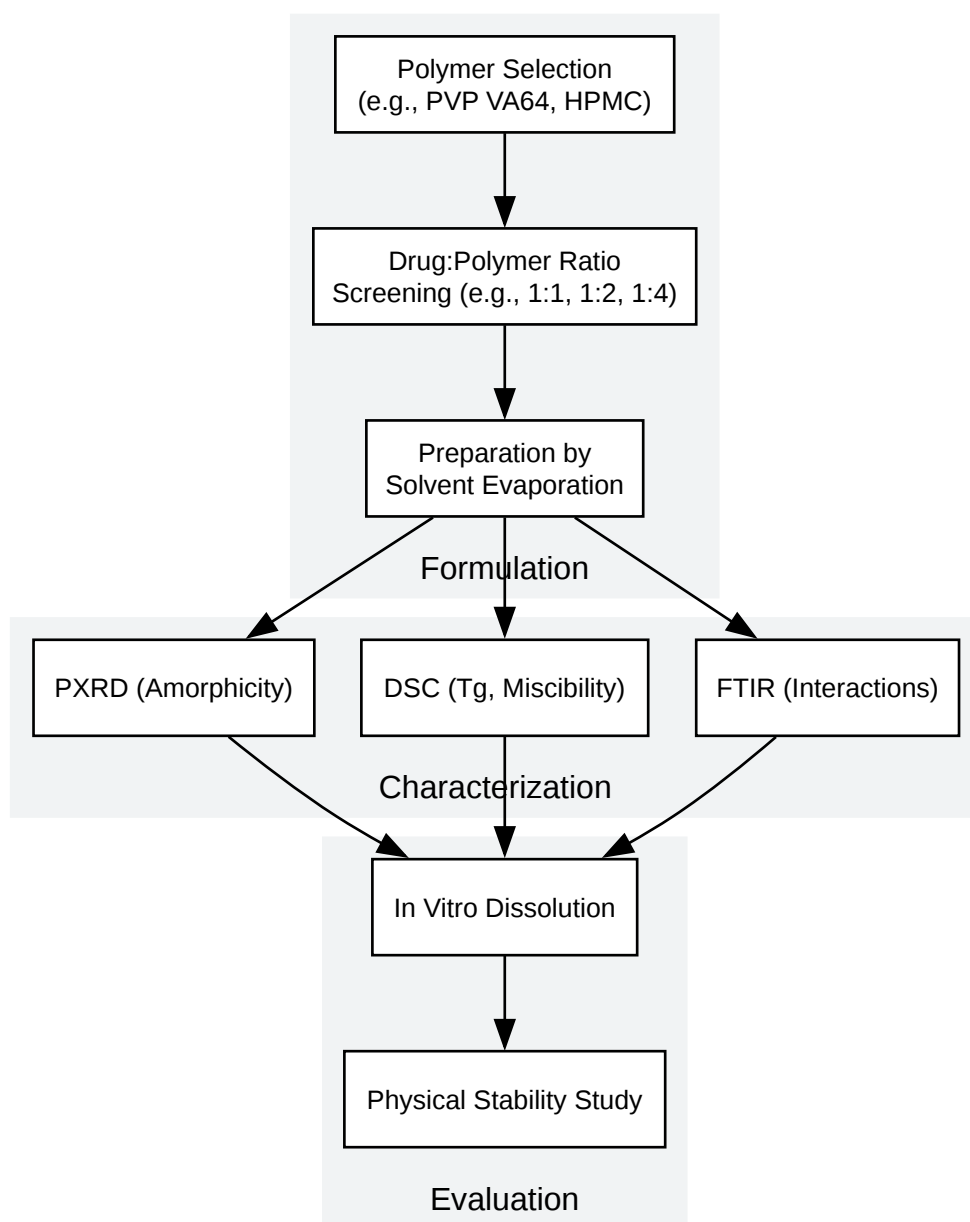 Polymer Selection
(e.g., PVP VA64, HPMC)
Drug:Polymer Ratio
Screening (e.g., 1:1, 1:2, 1:4)
Preparation by
Solvent Evaporation
Formulation
PXRD (Amorphicity)
DSC (Tg, Miscibility)
FTIR (Interactions)
Characterization
In Vitro Dissolution
Physical Stability Study
Evaluation